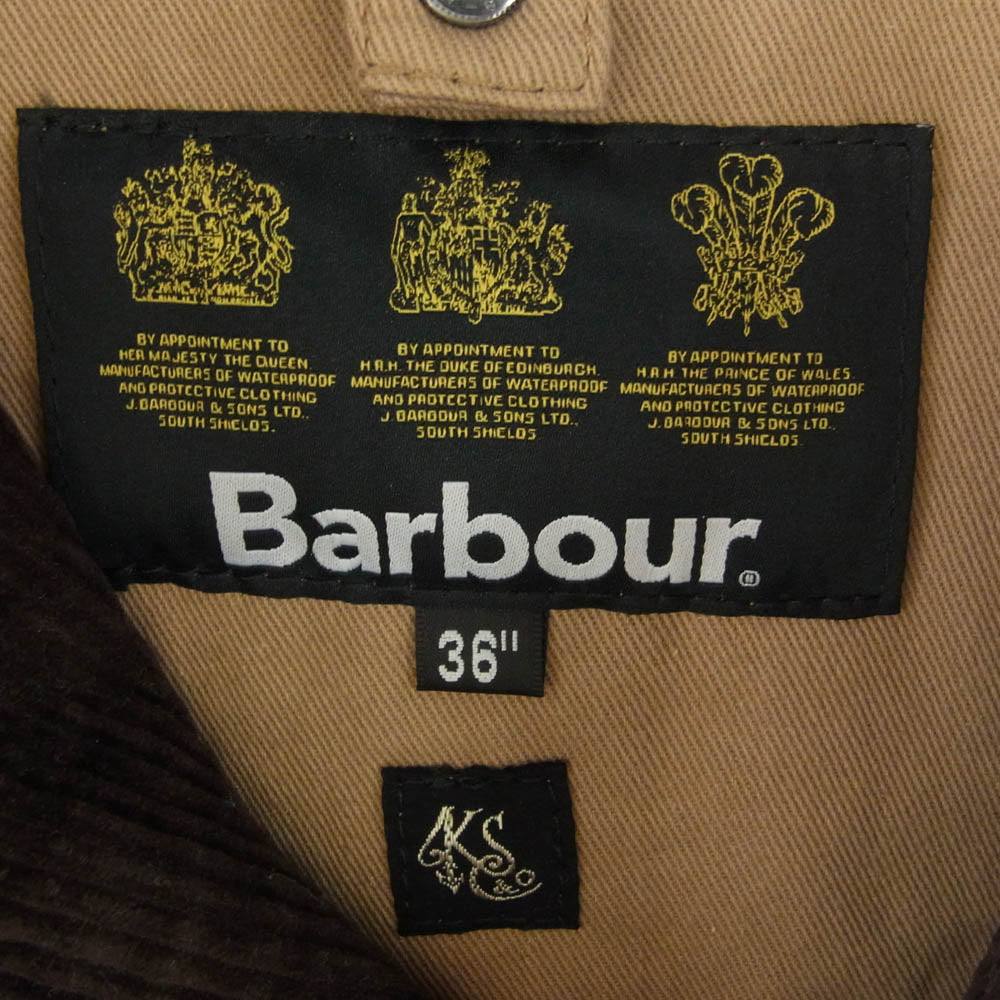 BY APPOINTMENT TO
HER MAJESTY THE QUEEN.
MANUFACTURERS OF WATERPROOF
AND PROTECTIVE CLOTHING
J. BARBOUR & SONS LTD.,
SOUTH SHIELDS.
BY APPOINTMENT TO
H.R.H. THE DUKE OF EDINBURGH.
MANUFACTURERS OF WATERPROOF
AND PROTECTIVE CLOTHING
J. BARBOUR & SONS LTD.,
SOUTH SHIELDS
BY APPOINTMENT TO
H.R.H THE PRINCE OF WALES
MANUFACTURERS OF WATERPROOF
AND PROTECTIVE CLOTHING
J. BARBOUR & SONS LTD.,
SOUTH SHIELDS.
Barbour®
36"
KS
&Co